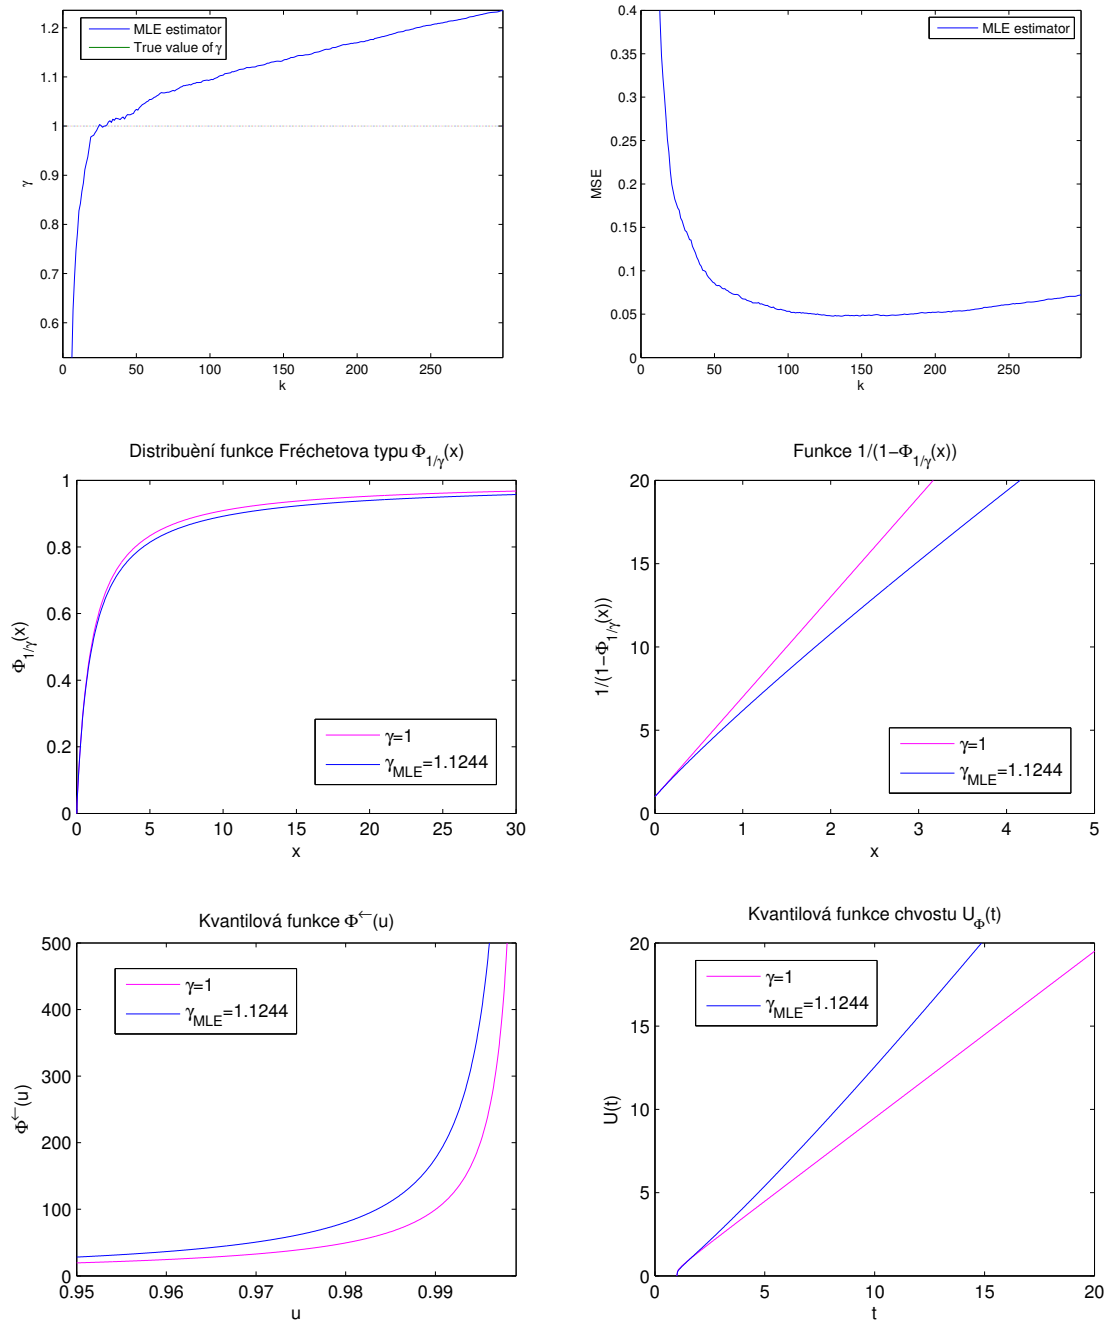 MLE estimator
True value of γ
1.2
1.1
1
0.9
0.8
0.7
0.6
γ
0 50 100 150 200 250
k
MLE estimator
0.4
0.35
0.3
0.25
0.2
0.15
0.1
0.05
0
MSE
0 50 100 150 200 250
k
Distribuèní funkce Fréchetova typu Φ1/γ(x)
1
0.8
0.6
0.4
0.2
0
Φ1/γ(x)
γ=1
γMLE=1.1244
0 5 10 15 20 25 30
x
Funkce 1/(1−Φ1/γ(x))
20
15
10
5
0
1/(1−Φ1/γ(x))
γ=1
γMLE=1.1244
0 1 2 3 4 5
x
Kvantilová funkce Φ←(u)
500
400
300
200
100
0
Φ←(u)
γ=1
γMLE=1.1244
0.95 0.96 0.97 0.98 0.99
u
Kvantilová funkce chvostu UΦ(t)
20
15
10
5
0
U(t)
γ=1
γMLE=1.1244
0 5 10 15 20
t